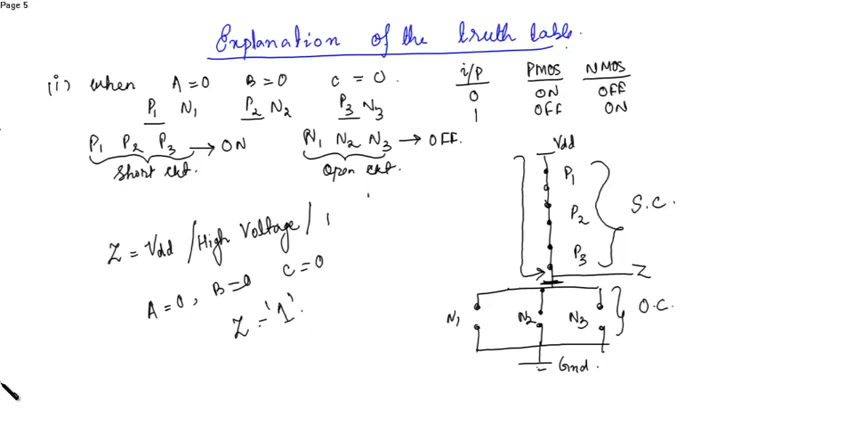 Page 5
Explanation of the truth table.
(i) when A=0 B=0 C=0.
P1 N1 P2 N2 P3 N3
P1 P2 P3 → ON N1 N2 N3 → OFF.
Short ckt. Open ckt.
i/P PMOS NMOS
0 ON OFF
1 OFF ON
Z = Vdd / High Voltage / 1
A=0, B=0 C=0
Z = '1'.
Vdd
P1
P2 S.C.
P3
Z
N1 N2 N3 O.C.
Gnd.